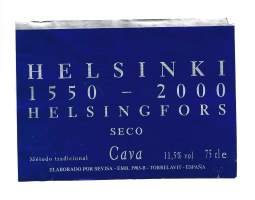 HELSINKI
1550 – 2000
HELSINGFORS
SECO
Método tradicional Cava 11,5% vol 75 cl e
ELABORADO POR SEVISA - EMB. 1985-B - TORRELAVIT - ESPAÑA